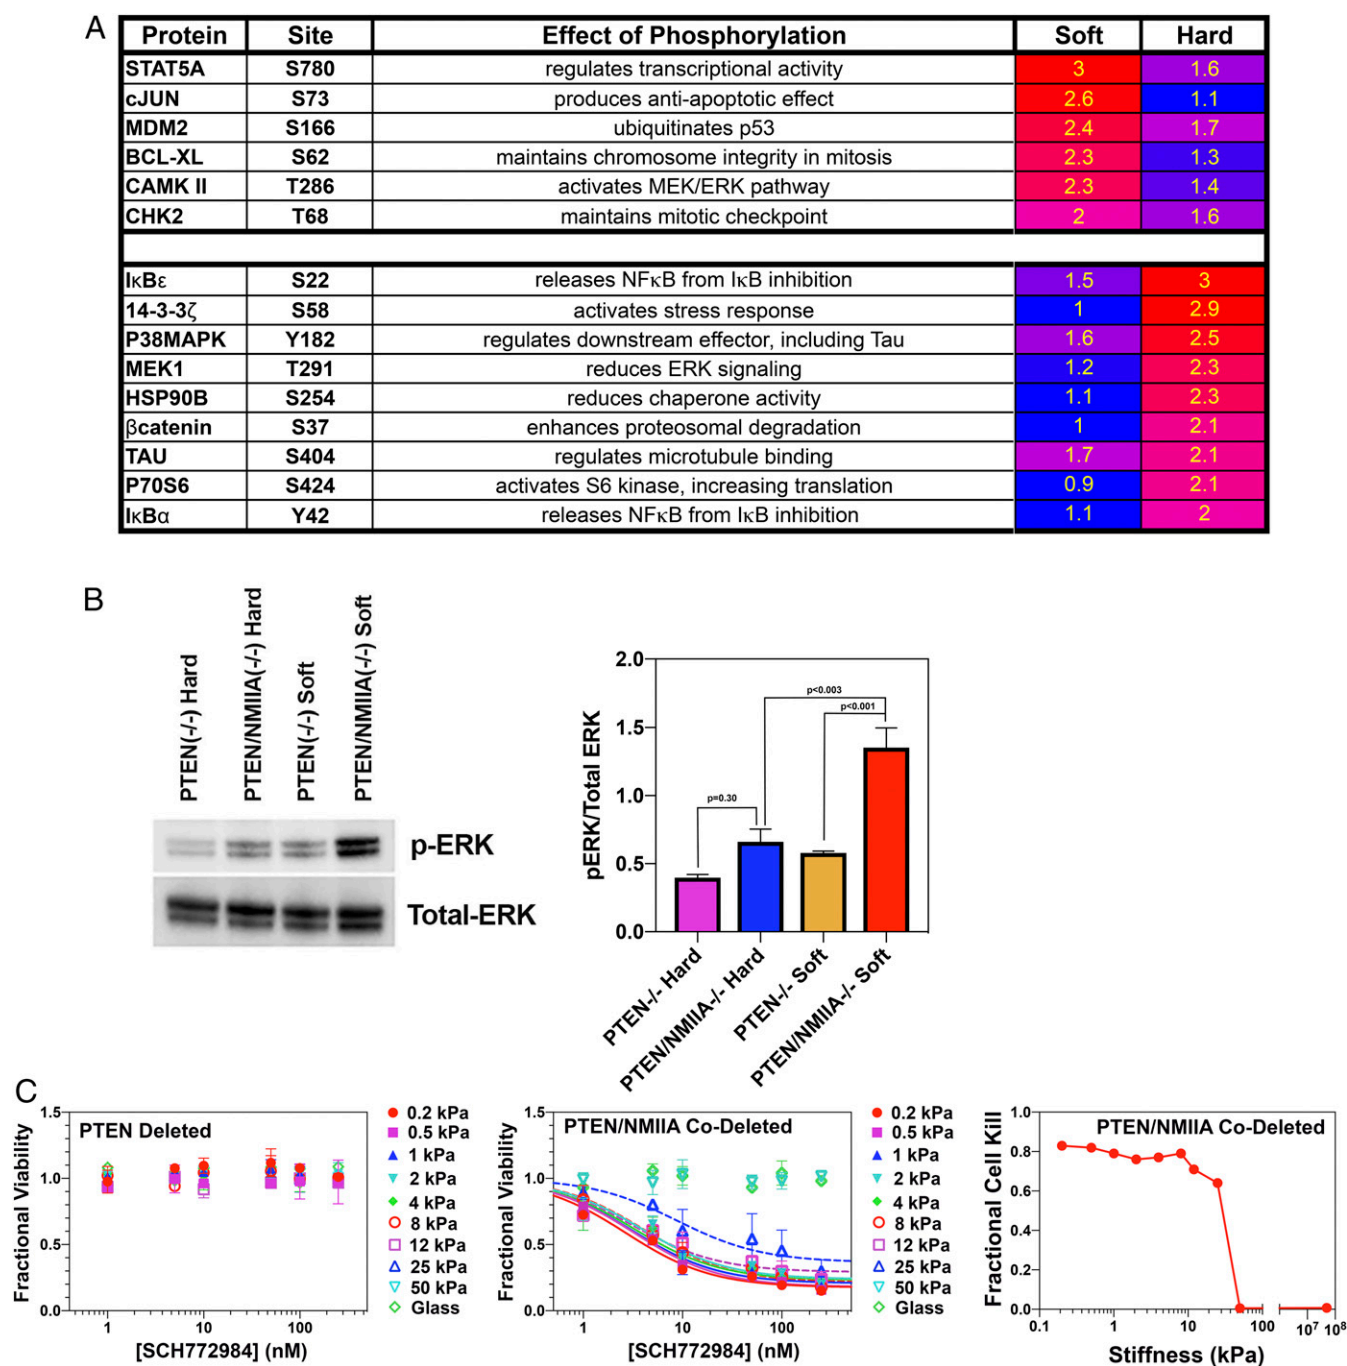 A
Protein Site Effect of Phosphorylation Soft Hard
STAT5A S780 regulates transcriptional activity 3 1.6
cJUN S73 produces anti-apoptotic effect 2.6 1.1
MDM2 S166 ubiquitinates p53 2.4 1.7
BCL-XL S62 maintains chromosome integrity in mitosis 2.3 1.3
CAMK II T286 activates MEK/ERK pathway 2.3 1.4
CHK2 T68 maintains mitotic checkpoint 2 1.6
IκBε S22 releases NFκB from IκB inhibition 1.5 3
14-3-3ζ S58 activates stress response 1 2.9
P38MAPK Y182 regulates downstream effector, including Tau 1.6 2.5
MEK1 T291 reduces ERK signaling 1.2 2.3
HSP90B S254 reduces chaperone activity 1.1 2.3
βcatenin S37 enhances proteosomal degradation 1 2.1
TAU S404 regulates microtubule binding 1.7 2.1
P70S6 S424 activates S6 kinase, increasing translation 0.9 2.1
IκBα Y42 releases NFκB from IκB inhibition 1.1 2
B
PTEN(-/-) Hard
PTEN/NMIIA(-/-) Hard
PTEN(-/-) Soft
PTEN/NMIIA(-/-) Soft
p-ERK
Total-ERK
pERK/Total ERK
2.0
1.5
1.0
0.5
0.0
p<0.003
p<0.001
p=0.30
PTEN-/- Hard
PTEN/NMIIA-/- Hard
PTEN-/- Soft
PTEN/NMIIA-/- Soft
C
Fractional Viability
1.5
1.0
0.5
0.0
PTEN Deleted
1 10 100
[SCH772984] (nM)
0.2 kPa
0.5 kPa
1 kPa
2 kPa
4 kPa
8 kPa
12 kPa
25 kPa
50 kPa
Glass
Fractional Viability
1.5
1.0
0.5
0.0
PTEN/NMIIA Co-Deleted
1 10 100
[SCH772984] (nM)
0.2 kPa
0.5 kPa
1 kPa
2 kPa
4 kPa
8 kPa
12 kPa
25 kPa
50 kPa
Glass
Fractional Cell Kill
1.0
0.8
0.6
0.4
0.2
0.0
PTEN/NMIIA Co-Deleted
0.1 1 10 100 10⁷ 10⁸
Stiffness (kPa)